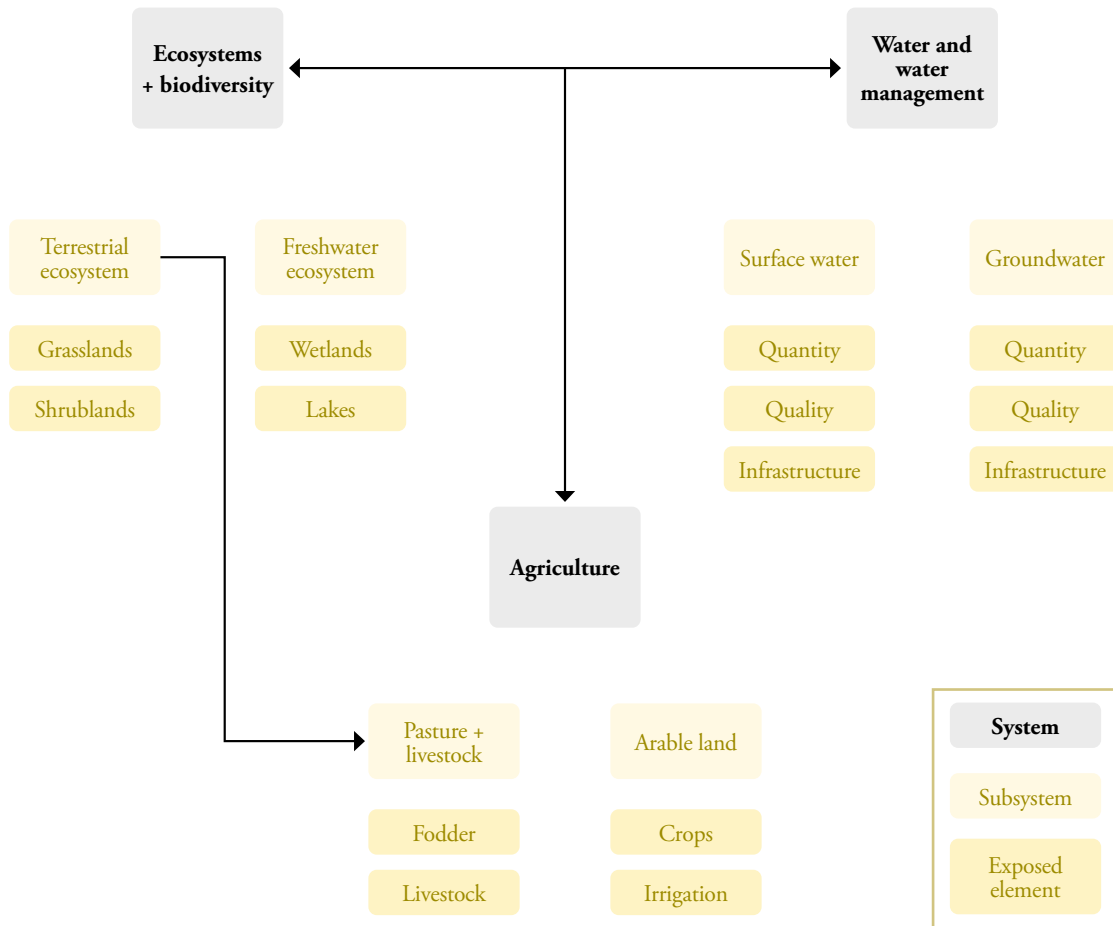 Ecosystems
+ biodiversity
Water and
water
management
Terrestrial
ecosystem
Freshwater
ecosystem
Surface water
Groundwater
Grasslands
Wetlands
Quantity
Quantity
Shrublands
Lakes
Quality
Quality
Infrastructure
Infrastructure
Agriculture
Pasture +
livestock
Arable land
Fodder
Crops
Livestock
Irrigation
System
Subsystem
Exposed
element